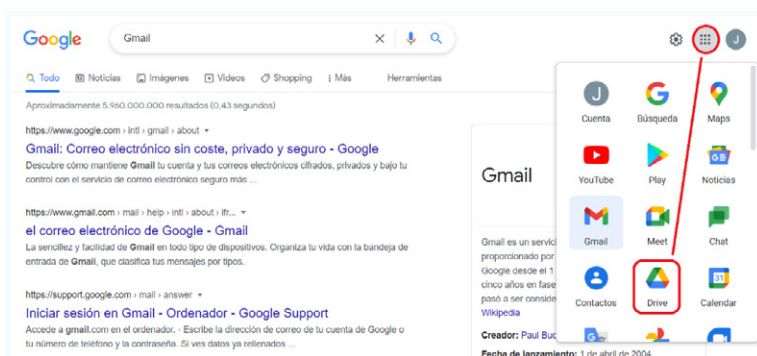 Google
Gmail
J
Todo Noticias Imágenes Vídeos Shopping Más Herramientas
Aproximadamente 5.960.000.000 resultados (0,43 segundos)
https://www.google.com › intl › gmail › about
Gmail: Correo electrónico sin coste, privado y seguro - Google
Descubre cómo mantiene Gmail tu cuenta y tus correos electrónicos cifrados, privados y bajo tu
control con el servicio de correo electrónico seguro más ...
https://www.gmail.com › mail › help › intl › about › ifr...
el correo electrónico de Google - Gmail
La sencillez y facilidad de Gmail en todo tipo de dispositivos. Organiza tu vida con la bandeja de
entrada de Gmail, que clasifica tus mensajes por tipos.
https://support.google.com › mail › answer
Iniciar sesión en Gmail - Ordenador - Google Support
Accede a gmail.com en el ordenador. · Escribe la dirección de correo de tu cuenta de Google o
tu número de teléfono y la contraseña. Si ves datos ya rellenados ...
Gmail
Gmail es un servic
proporcionado por
Google desde el 1
cinco años en fase
pasó a ser conside
Wikipedia
Creador: Paul Buc
Fecha de lanzamiento: 1 de abril de 2004
J
Cuenta Búsqueda Maps
YouTube Play Noticias
Gmail Meet Chat
31
Contactos Drive Calendar